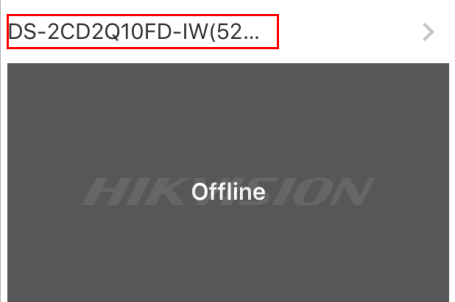 DS-2CD2Q10FD-IW(52...
HIKVISION
Offline